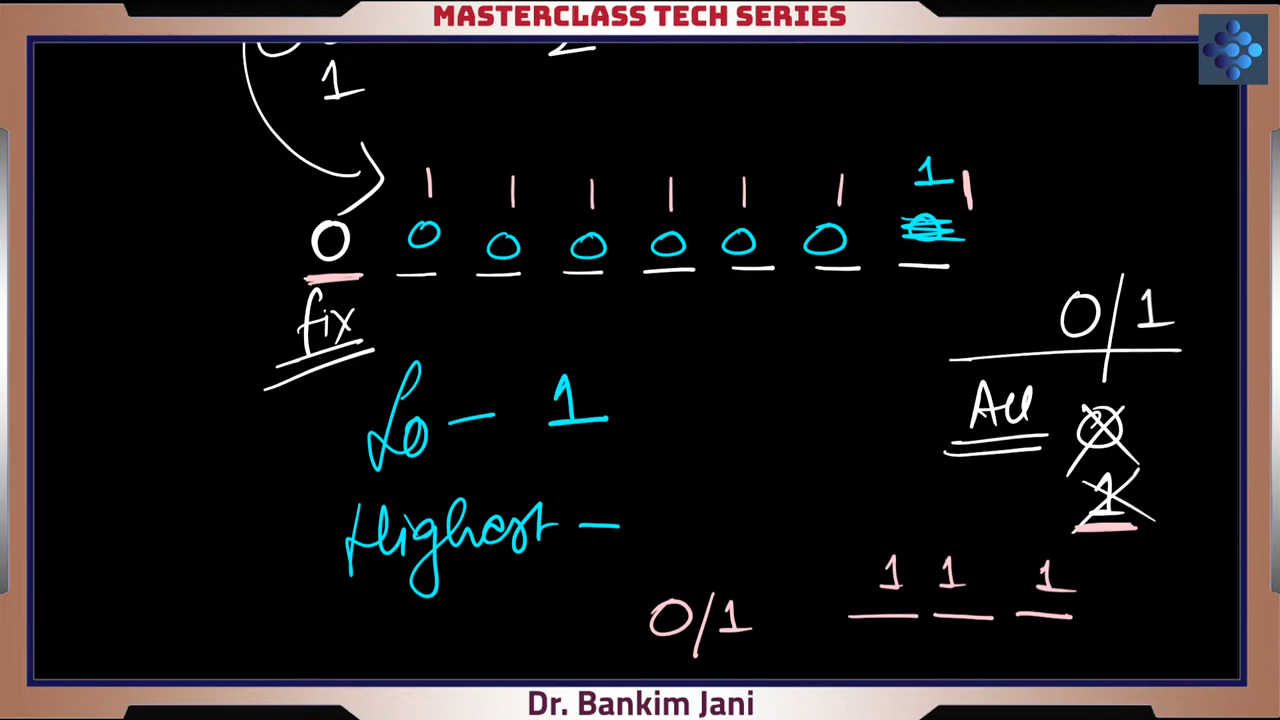 MASTERCLASS TECH SERIES
1
1 1 1 1 1 1 1 1
0 0 0 0 0 0 0
fix
0/1
Lo - 1
All
Highest -
1
1 1 1
0/1
Dr. Bankim Jani